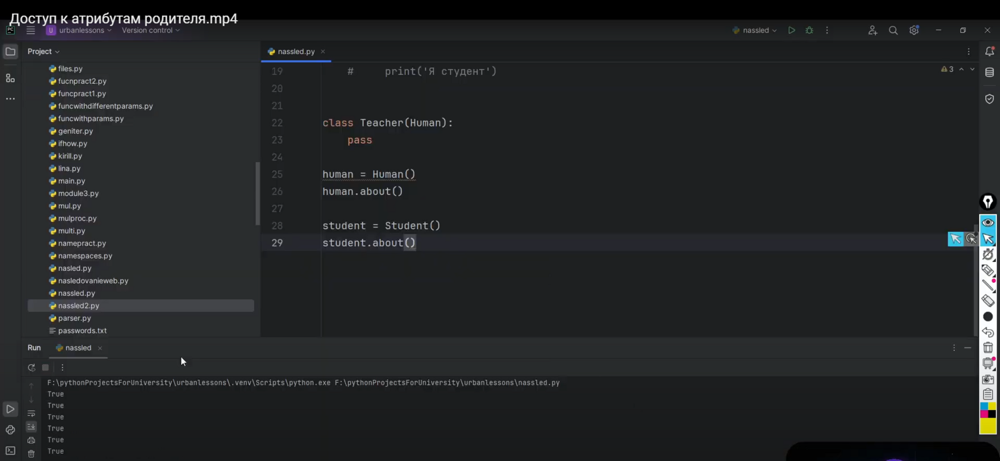 Доступ к атрибутам родителя.mp4
PC
U urbanlessons
Version control
nassled
Project
nassled.py
files.py
fucnpract2.py
funcpract1.py
funcwithdifferentparams.py
funcwithparams.py
geniter.py
ifhow.py
kirill.py
lina.py
main.py
module3.py
mul.py
mulproc.py
multi.py
namepract.py
namespaces.py
nasled.py
nasledovanieweb.py
nassled.py
nassled2.py
parser.py
passwords.txt
3
19 # print('Я студент')
20
21
22 class Teacher(Human):
23 pass
24
25 human = Human()
26 human.about()
27
28 student = Student()
29 student.about()
Run
nassled
F:\pythonProjectsForUniversity\urbanlessons\.venv\Scripts\python.exe F:\pythonProjectsForUniversity\urbanlessons\nassled.py
True
True
True
True
True
True